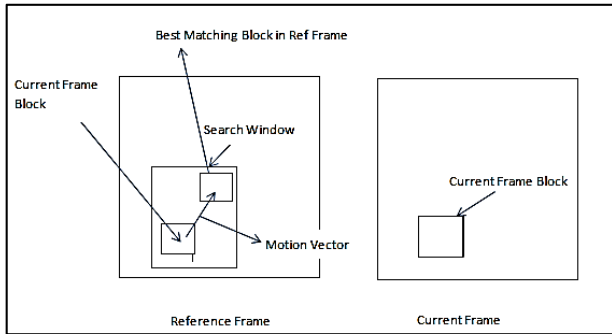 Best Matching Block in Ref Frame
Current Frame
Block
Search Window
Current Frame Block
Motion Vector
Reference Frame
Current Frame